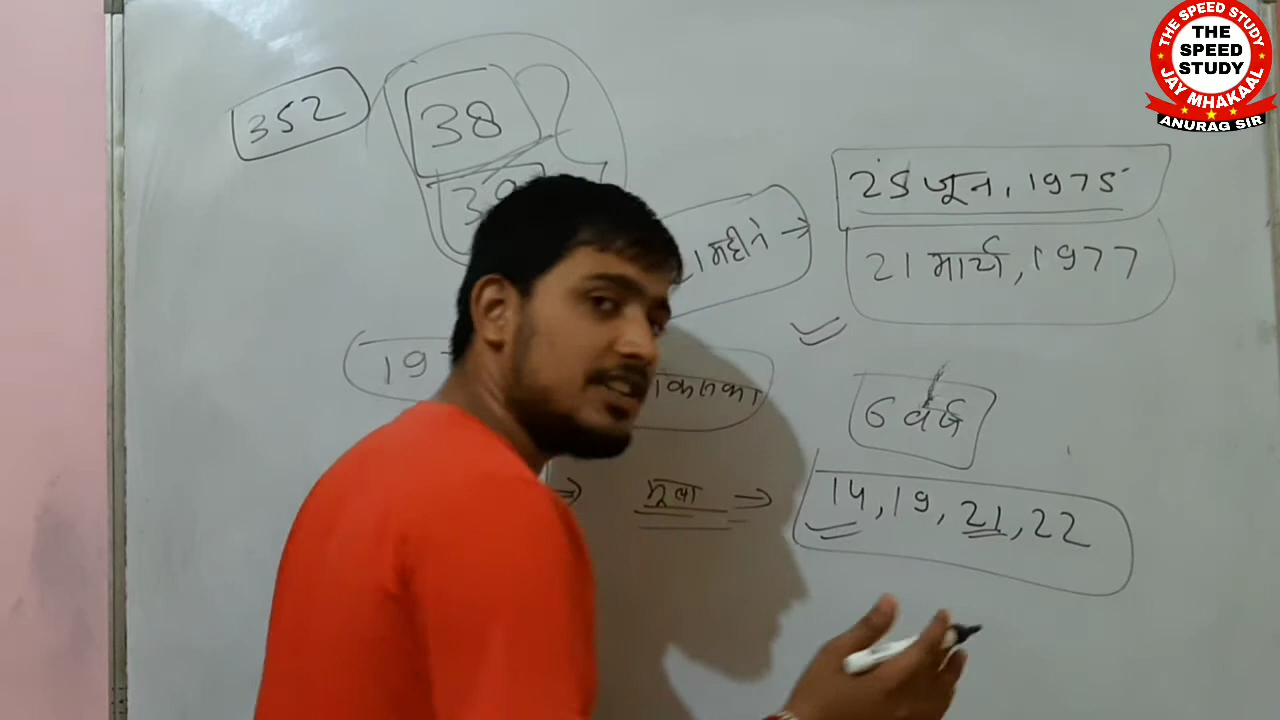 THE SPEED STUDY
THE
SPEED
STUDY
JAY MHAKAAL
ANURAG SIR
352
38
39
21 महीने →
25 जून, 1975
21 मार्च, 1977
19
6 वर्ष
⇒ ⇒ 14, 19, 21, 22